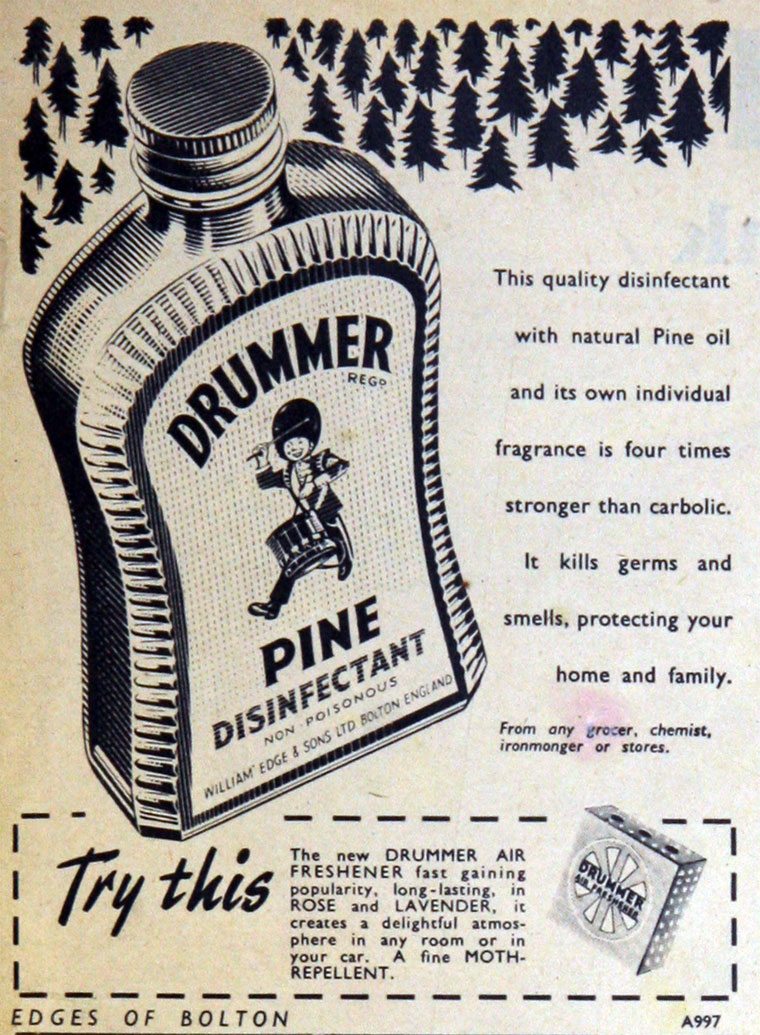 DRUMMER
REGD
PINE
DISINFECTANT
NON POISONOUS
WILLIAM EDGE & SONS LTD. BOLTON ENGLAND
This quality disinfectant
with natural Pine oil
and its own individual
fragrance is four times
stronger than carbolic.
It kills germs and
smells, protecting your
home and family.
From any grocer, chemist,
ironmonger or stores.
Try this
The new DRUMMER AIR
FRESHENER fast gaining
popularity, long-lasting, in
ROSE and LAVENDER, it
creates a delightful atmos-
phere in any room or in
your car. A fine MOTH-
REPELLENT.
DRUMMER
AIR FRESHENER
EDGES OF BOLTON
A997